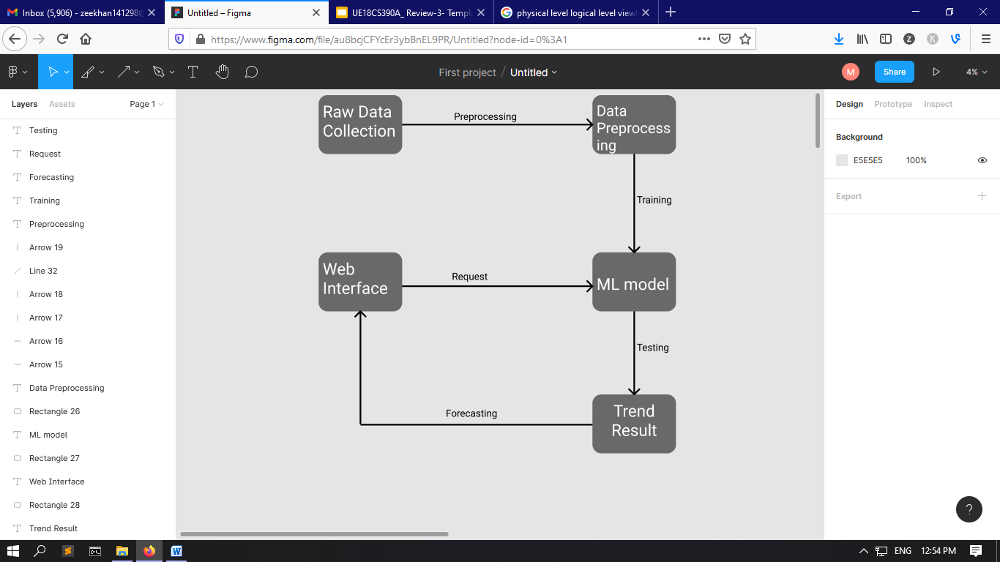 Inbox (5,906) - zeekhan141298@
Untitled – Figma
UE18CS390A_ Review-3- Templ
physical level logical level view
https://www.figma.com/file/au8bcjCFYcEr3ybBnEL9PR/Untitled?node-id=0%3A1
First project / Untitled
M
Share
4%
Layers
Assets
Page 1
Testing
Request
Forecasting
Training
Preprocessing
Arrow 19
Line 32
Arrow 18
Arrow 17
Arrow 16
Arrow 15
Data Preprocessing
Rectangle 26
ML model
Rectangle 27
Web Interface
Rectangle 28
Trend Result
Raw Data
Collection
Preprocessing
Data
Preprocess
ing
Training
Web
Interface
Request
ML model
Testing
Forecasting
Trend
Result
Design
Prototype
Inspect
Background
E5E5E5
100%
Export
?
ENG
12:54 PM